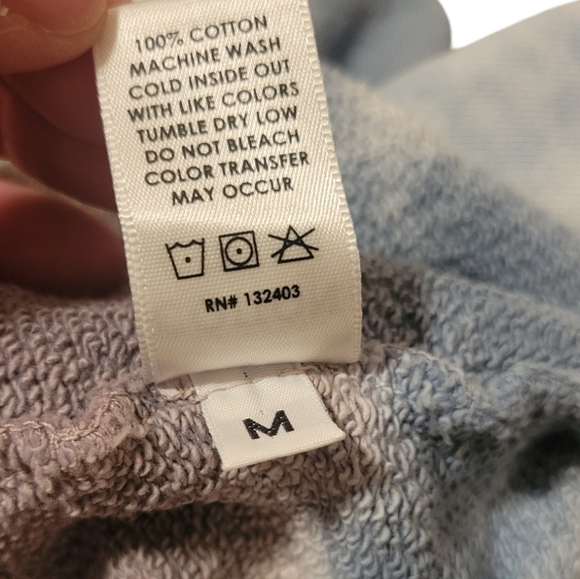 100% COTTON
MACHINE WASH
COLD INSIDE OUT
WITH LIKE COLORS
TUMBLE DRY LOW
DO NOT BLEACH
COLOR TRANSFER
MAY OCCUR
RN# 132403
M